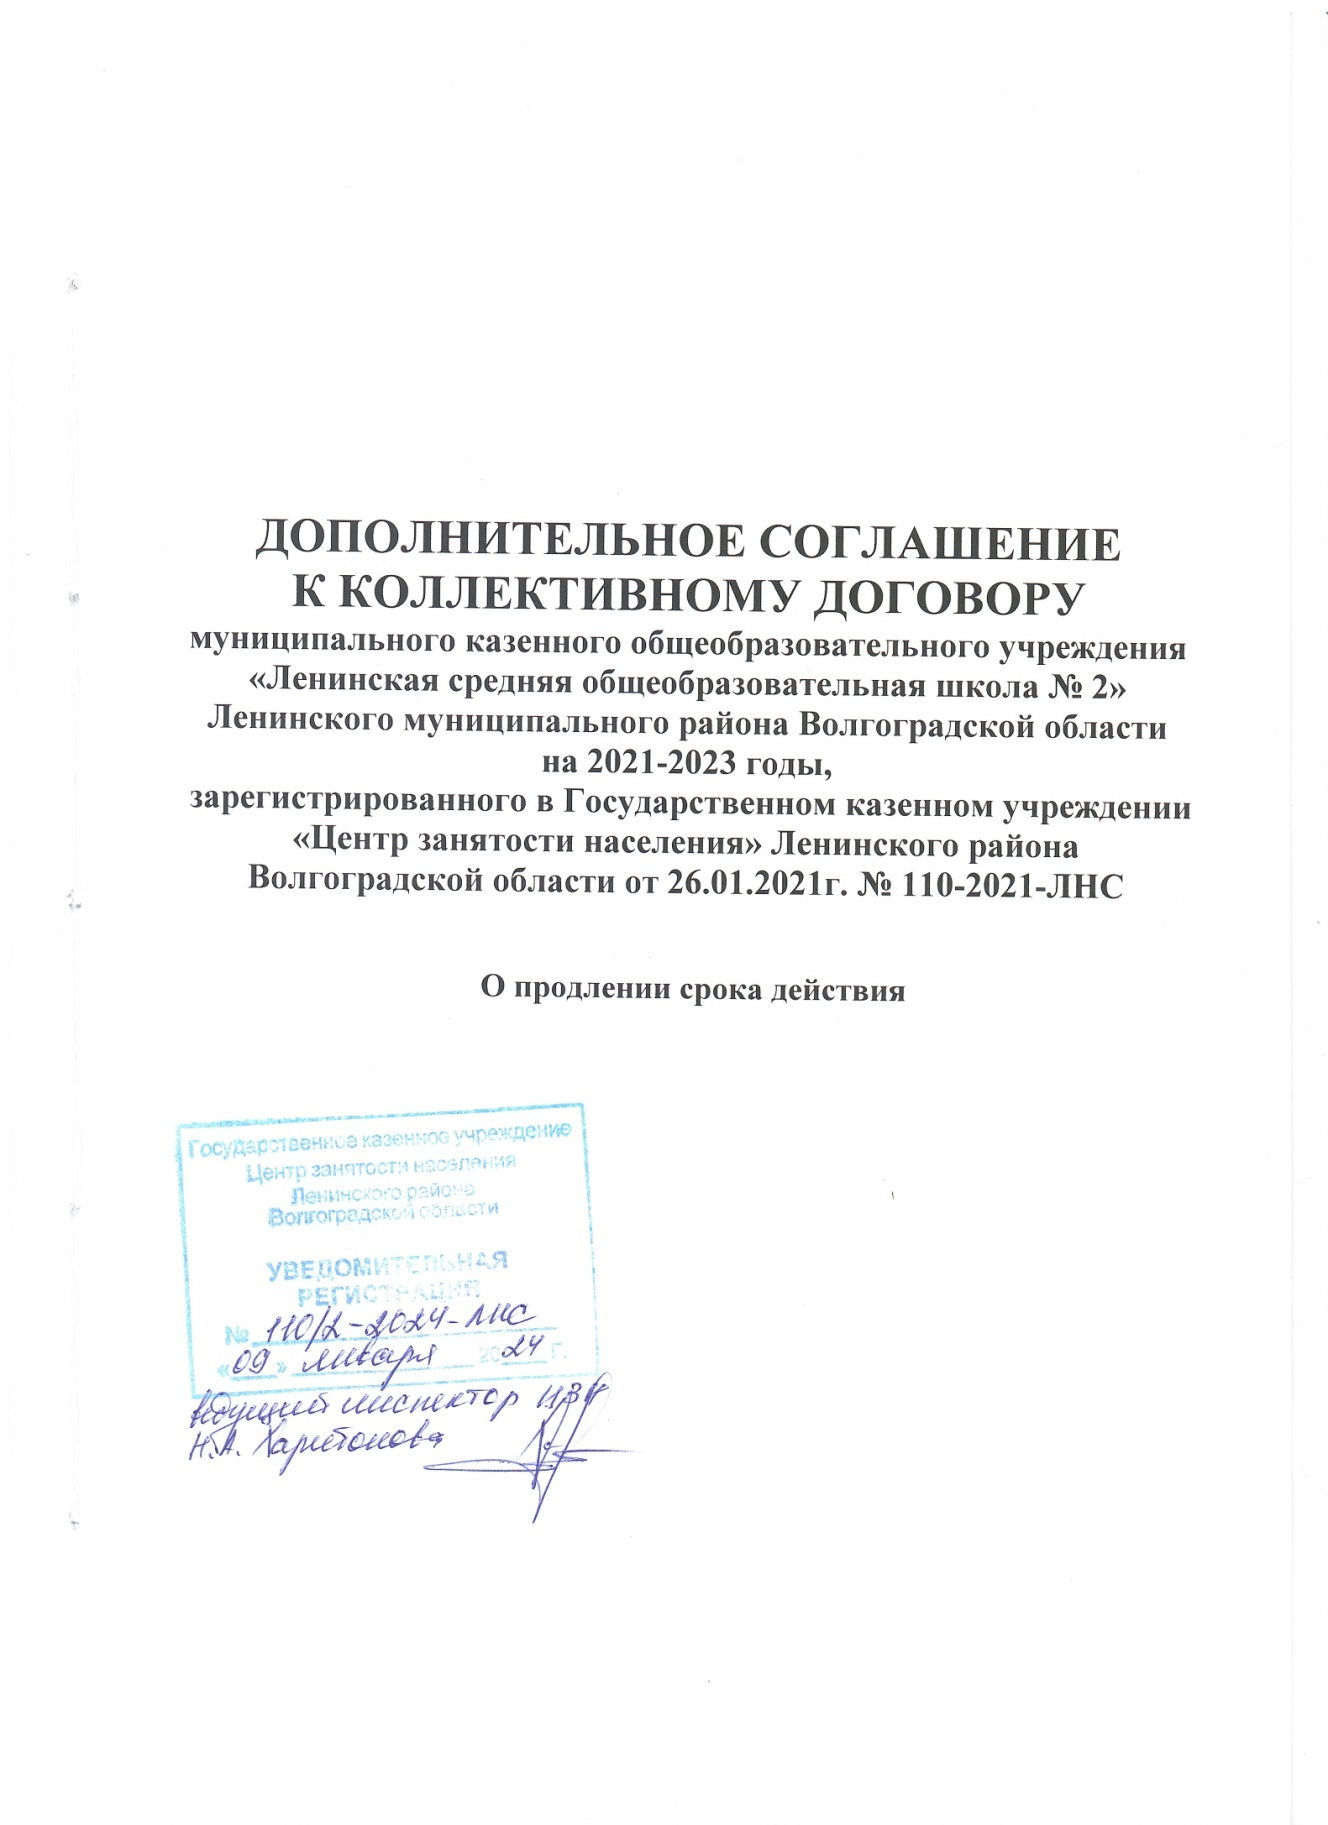 ДОПОЛНИТЕЛЬНОЕ СОГЛАШЕНИЕ
К КОЛЛЕКТИВНОМУ ДОГОВОРУ
муниципального казенного общеобразовательного учреждения
«Ленинская средняя общеобразовательная школа № 2»
Ленинского муниципального района Волгоградской области
на 2021-2023 годы,
зарегистрированного в Государственном казенном учреждении
«Центр занятости населения» Ленинского района
Волгоградской области от 26.01.2021г. № 110-2021-ЛНС
О продлении срока действия
Государственное казенное учреждение
Центр занятости населения
Ленинского района
Волгоградской области
УВЕДОМИТЕЛЬНАЯ
РЕГИСТРАЦИЯ
№ 110/2-2024-ЛНС
«09» января 2024 г.
ведущий инспектор ЦЗН
Н.А. Харитонова